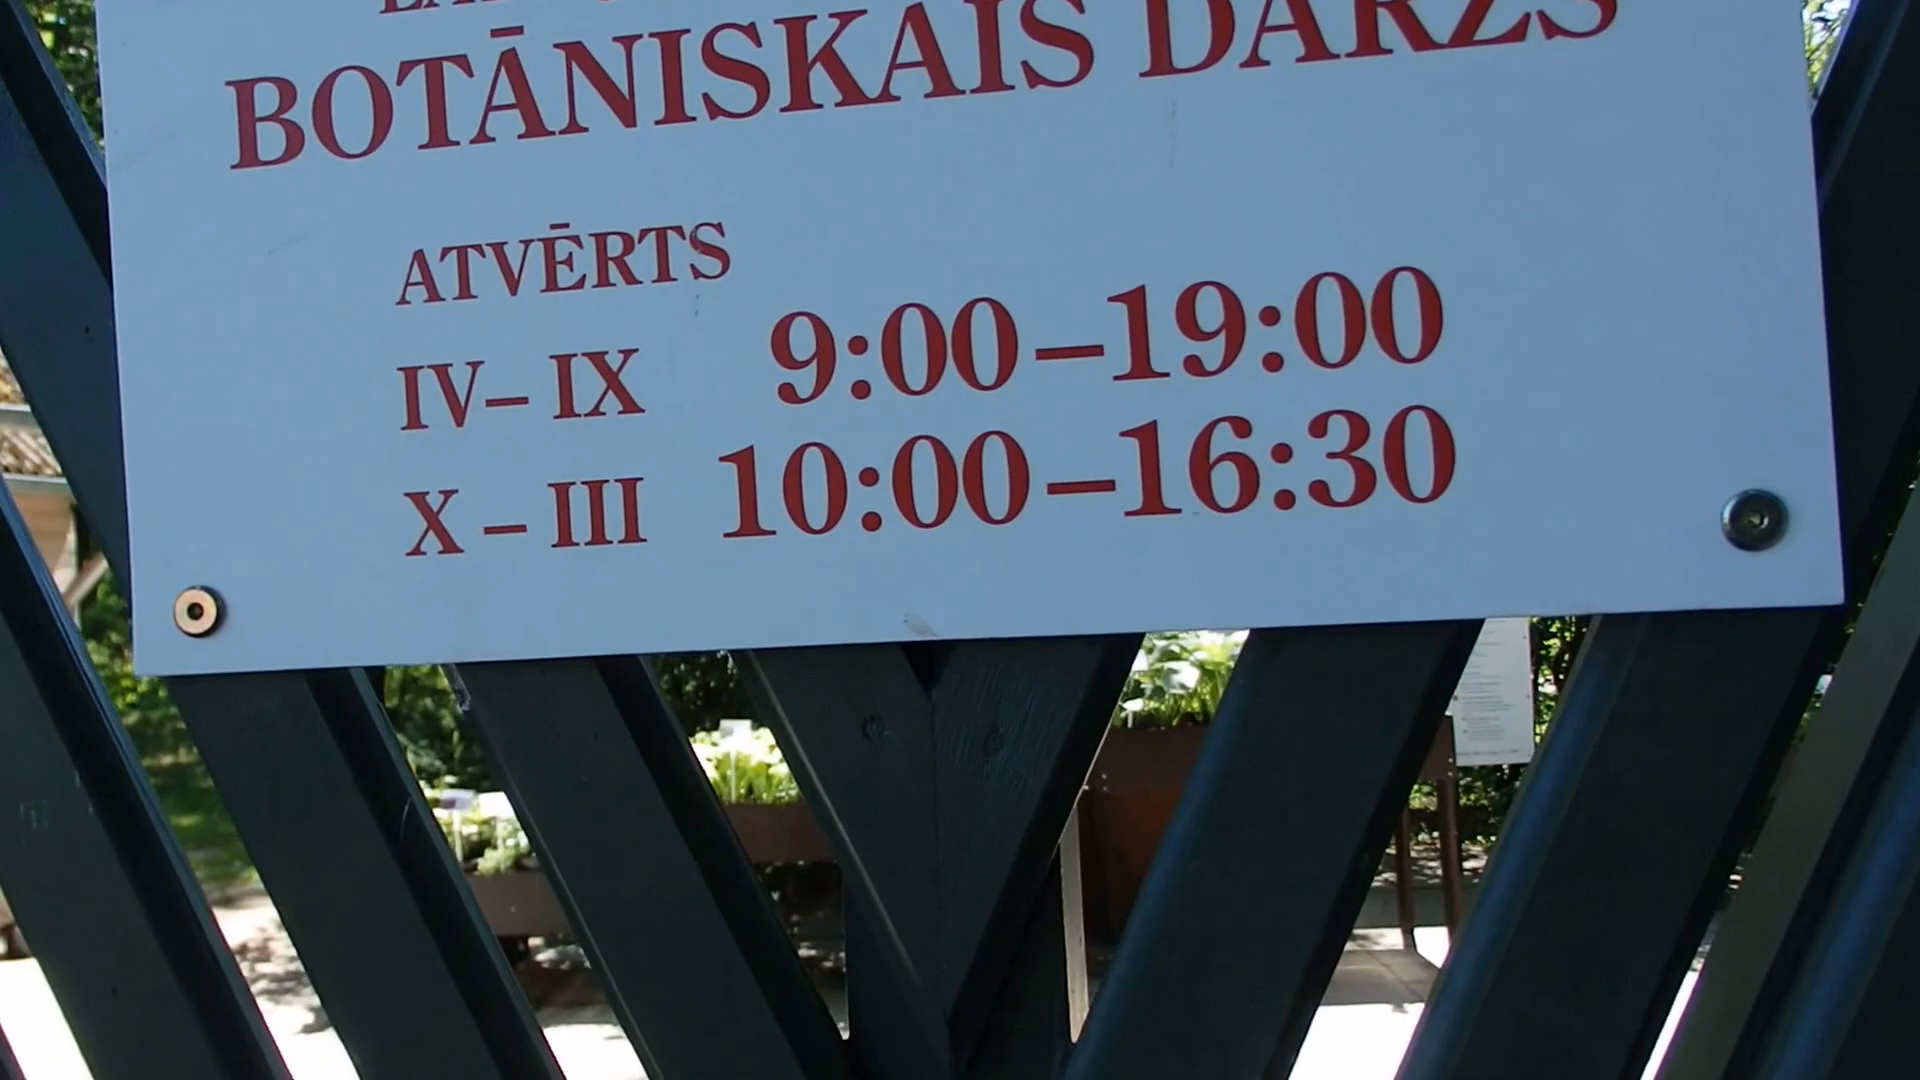 BOTĀNISKAIS DĀRZS
ATVĒRTS
IV– IX 9:00–19:00
X – III 10:00–16:30